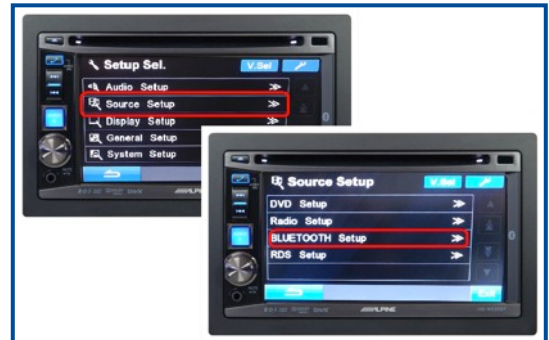 Setup Sel.
V.Sel
Audio Setup
Source Setup
Display Setup
General Setup
System Setup
ALPINE
Source Setup
V.Sel
DVD Setup
Radio Setup
BLUETOOTH Setup
RDS Setup
Exit
ALPINE